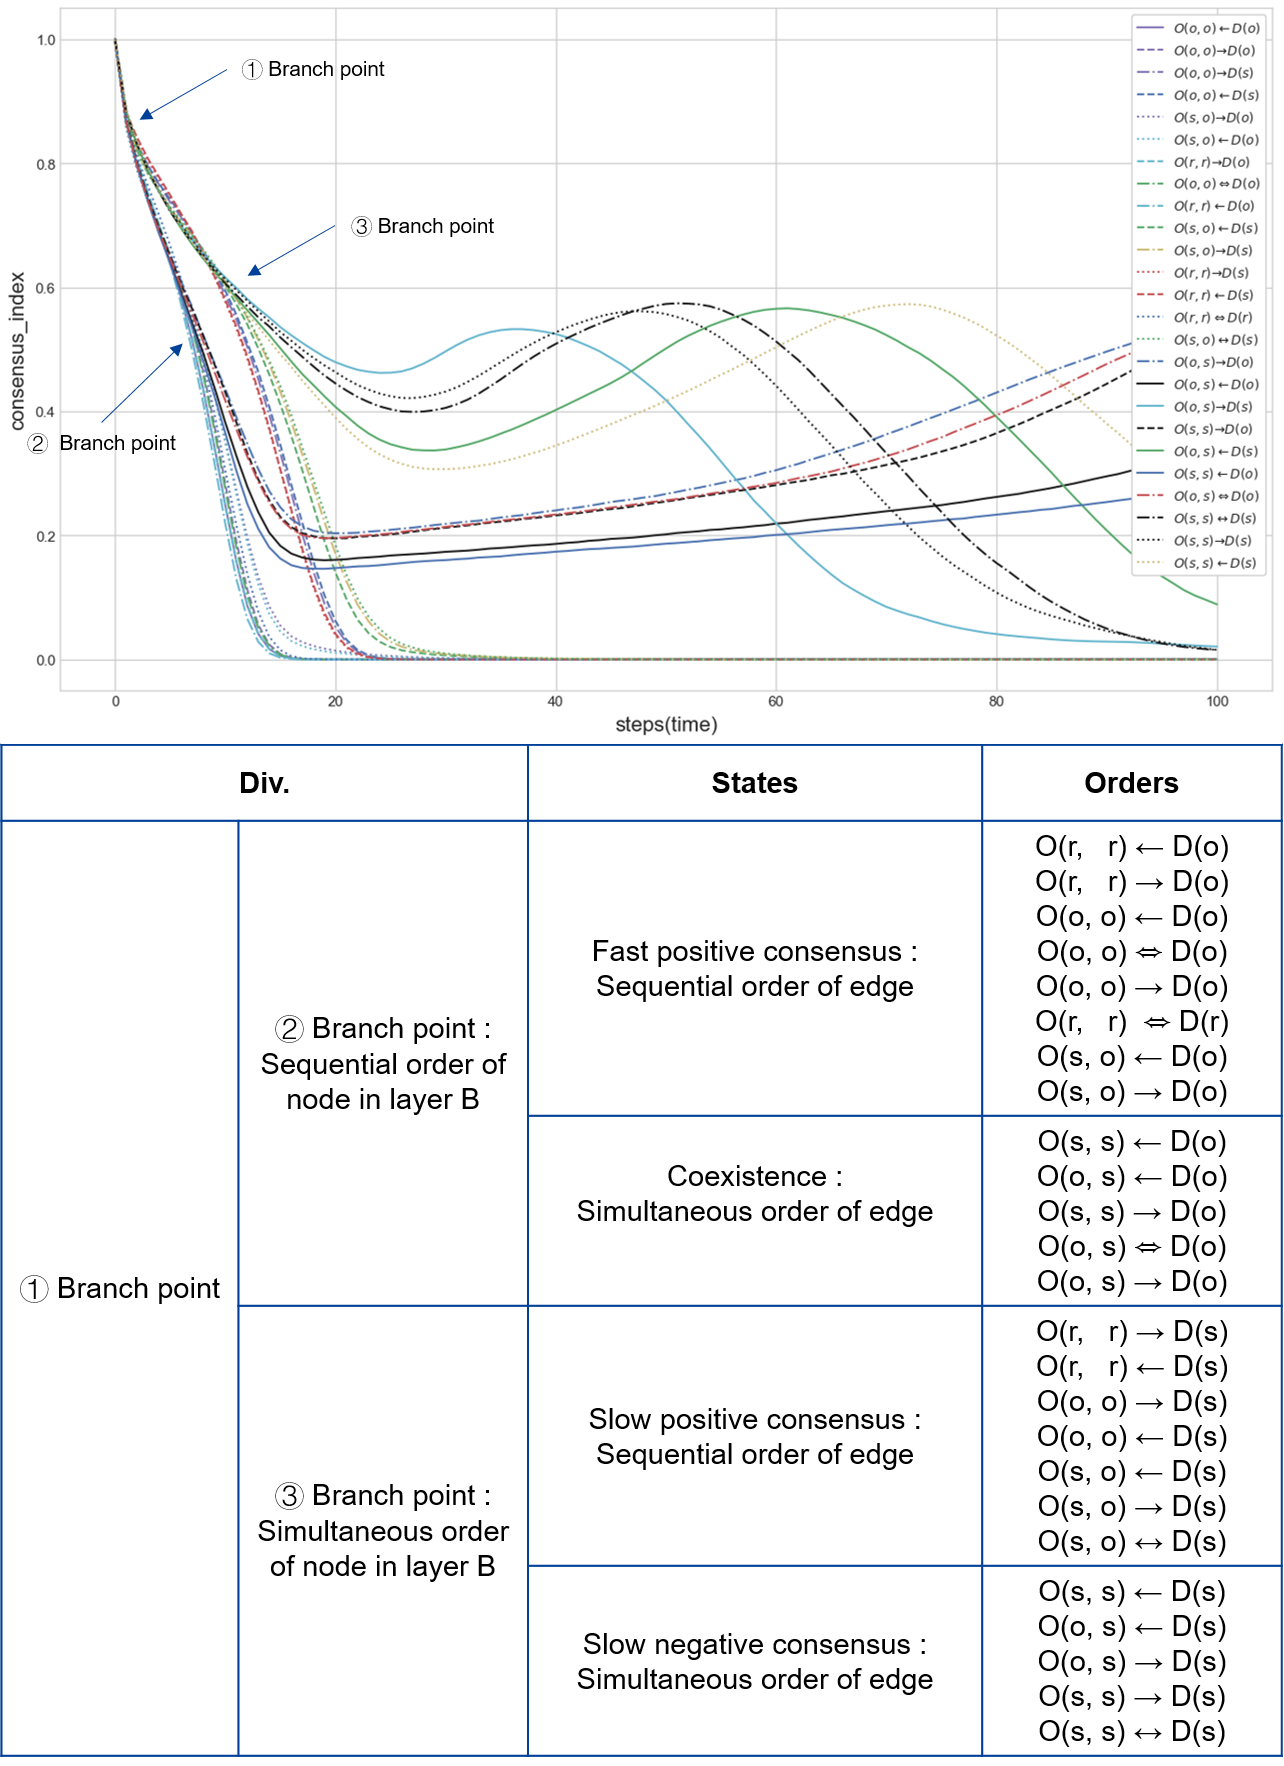 1.0
0.8
0.6
0.4
0.2
0.0
consensus_index
0
20
40
60
80
100
steps(time)
① Branch point
③ Branch point
② Branch point
O(o, o)←D(o)
O(o, o)→D(o)
O(o, o)→D(s)
O(o, o)←D(s)
O(s, o)→D(o)
O(s, o)←D(o)
O(r, r)→D(o)
O(o, o)⇔D(o)
O(r, r)←D(o)
O(s, o)←D(s)
O(s, o)→D(s)
O(r, r)→D(s)
O(r, r)←D(s)
O(r, r)⇔D(r)
O(s, o)↔D(s)
O(o, s)→D(o)
O(o, s)←D(o)
O(o, s)→D(s)
O(s, s)→D(o)
O(o, s)←D(s)
O(s, s)←D(o)
O(o, s)⇔D(o)
O(s, s)↔D(s)
O(s, s)→D(s)
O(s, s)←D(s)
Div.
States
Orders
① Branch point
② Branch point :
Sequential order of
node in layer B
Fast positive consensus :
Sequential order of edge
O(r, r) ← D(o)
O(r, r) → D(o)
O(o, o) ← D(o)
O(o, o) ⇔ D(o)
O(o, o) → D(o)
O(r, r) ⇔ D(r)
O(s, o) ← D(o)
O(s, o) → D(o)
Coexistence :
Simultaneous order of edge
O(s, s) ← D(o)
O(o, s) ← D(o)
O(s, s) → D(o)
O(o, s) ⇔ D(o)
O(o, s) → D(o)
③ Branch point :
Simultaneous order
of node in layer B
Slow positive consensus :
Sequential order of edge
O(r, r) → D(s)
O(r, r) ← D(s)
O(o, o) → D(s)
O(o, o) ← D(s)
O(s, o) ← D(s)
O(s, o) → D(s)
O(s, o) ↔ D(s)
Slow negative consensus :
Simultaneous order of edge
O(s, s) ← D(s)
O(o, s) ← D(s)
O(o, s) → D(s)
O(s, s) → D(s)
O(s, s) ↔ D(s)